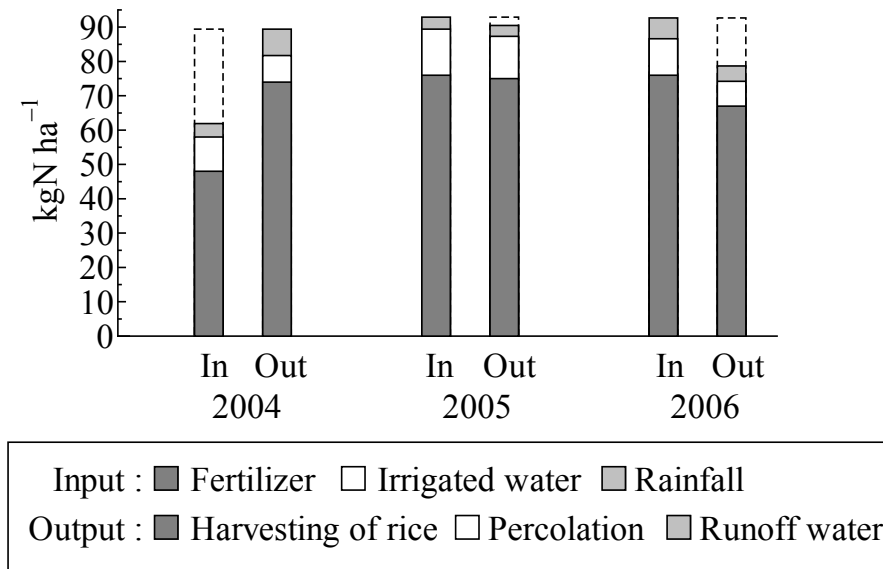 90
80
70
60
50
40
30
20
10
0
kgN ha⁻¹
In Out In Out In Out
2004 2005 2006
Input : Fertilizer Irrigated water Rainfall
Output : Harvesting of rice Percolation Runoff water